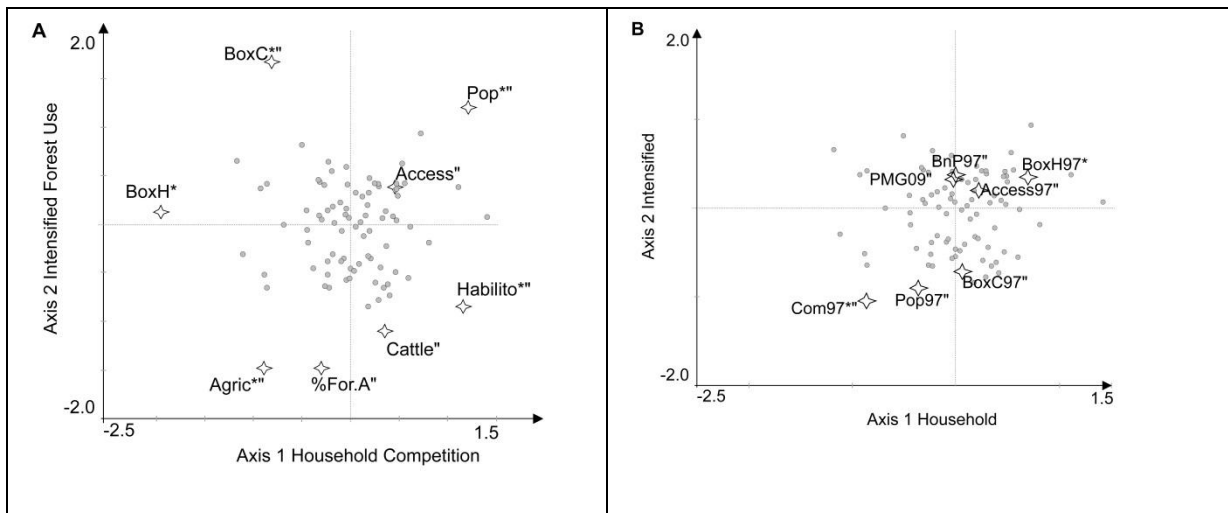 A
2.0
BoxC*"
Pop*"
Access"
BoxH*
Habilito*"
Cattle"
Agric*"
%For.A"
-2.0
-2.5
1.5
Axis 1 Household Competition
Axis 2 Intensified Forest Use
B
2.0
BnP97"
BoxH97*
PMG09"
Access97"
BoxC97"
Pop97"
Com97*"
-2.0
-2.5
1.5
Axis 1 Household
Axis 2 Intensified